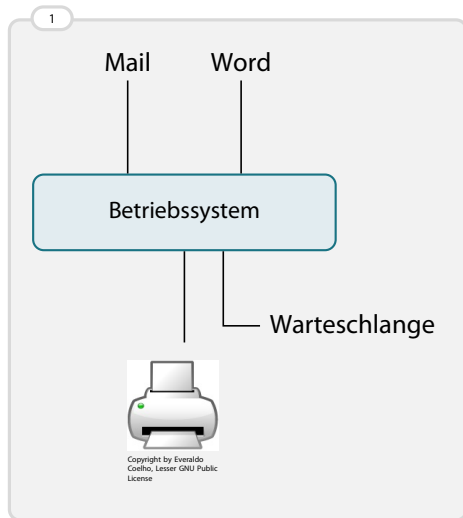 1
Mail Word
Betriebssystem
Warteschlange
Copyright by Everaldo
Coelho, Lesser GNU Public
License